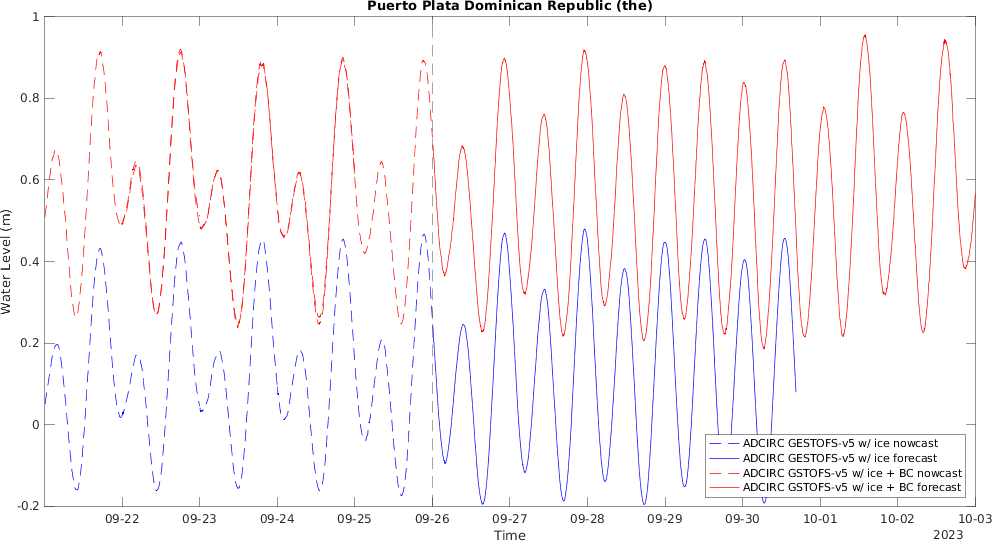 Puerto Plata Dominican Republic (the)
Water Level (m)
1
0.8
0.6
0.4
0.2
0
-0.2
ADCIRC GESTOFS-v5 w/ ice nowcast
ADCIRC GESTOFS-v5 w/ ice forecast
ADCIRC GSTOFS-v5 w/ ice + BC nowcast
ADCIRC GSTOFS-v5 w/ ice + BC forecast
09-22 09-23 09-24 09-25 09-26 09-27 09-28 09-29 09-30 10-01 10-02 10-03
Time
2023